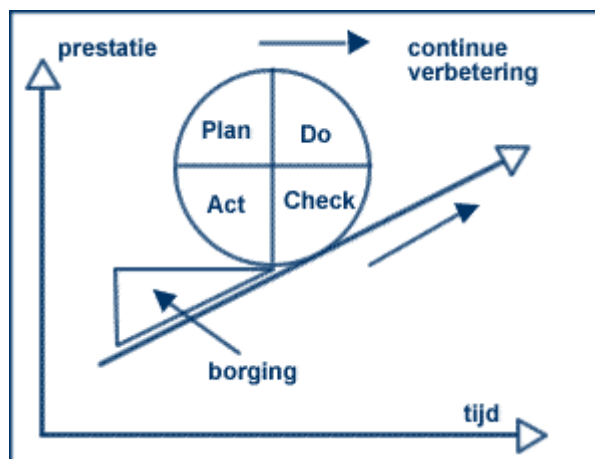 prestatie
continue
verbetering
Plan
Do
Act
Check
borging
tijd